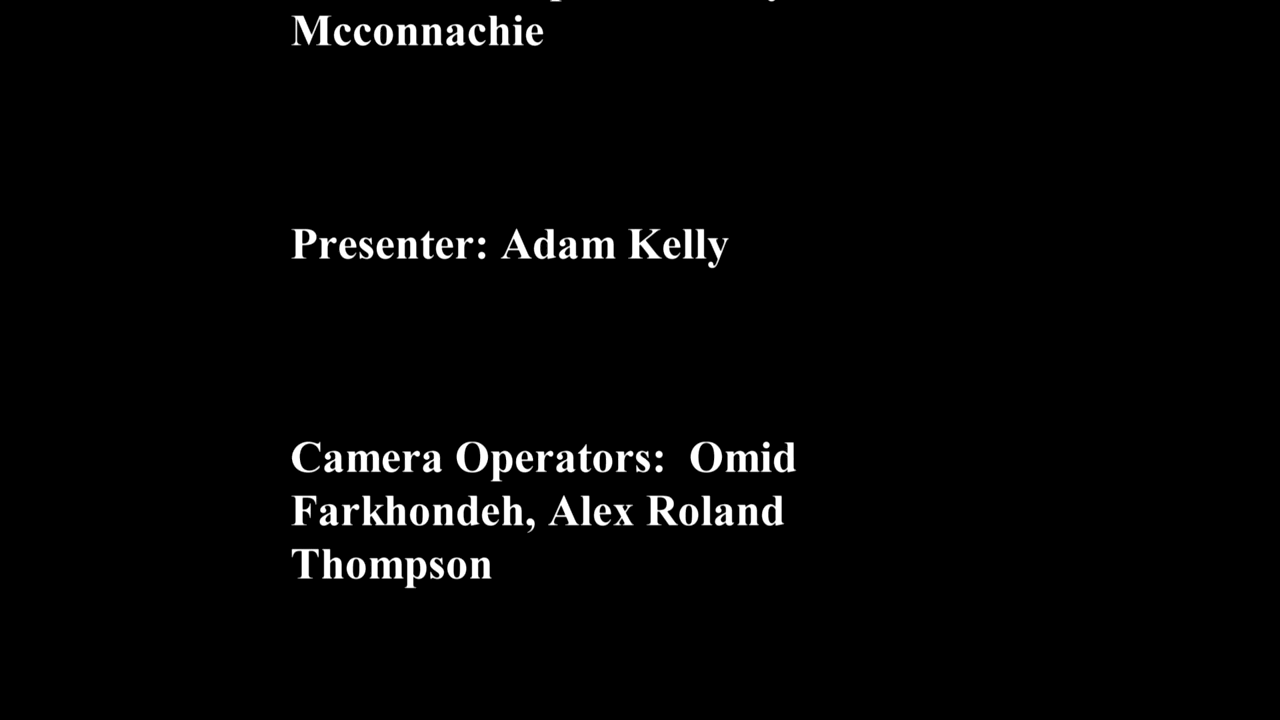 Mcconnachie
Presenter: Adam Kelly
Camera Operators:  Omid
Farkhondeh, Alex Roland
Thompson